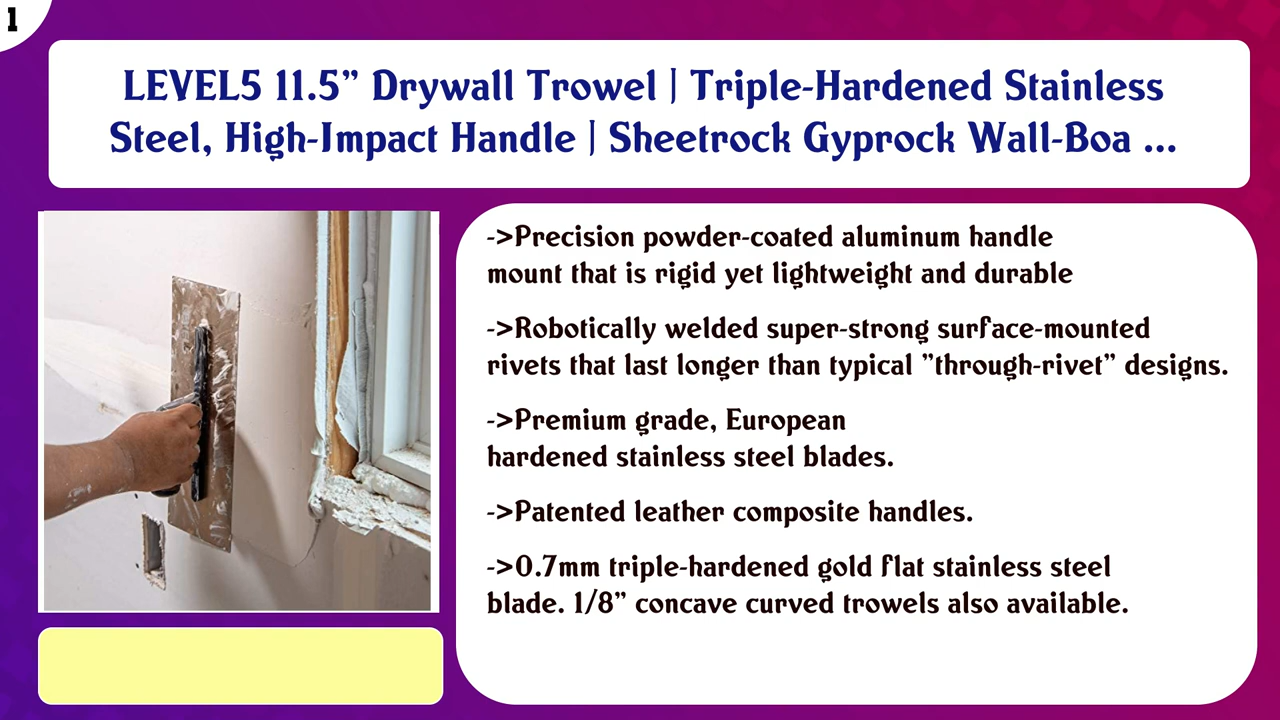 1
LEVEL5 11.5” Drywall Trowel | Triple-Hardened Stainless
Steel, High-Impact Handle | Sheetrock Gyprock Wall-Boa ...
->Precision powder-coated aluminum handle
mount that is rigid yet lightweight and durable
->Robotically welded super-strong surface-mounted
rivets that last longer than typical ”through-rivet” designs.
->Premium grade, European
hardened stainless steel blades.
->Patented leather composite handles.
->0.7mm triple-hardened gold flat stainless steel
blade. 1/8” concave curved trowels also available.